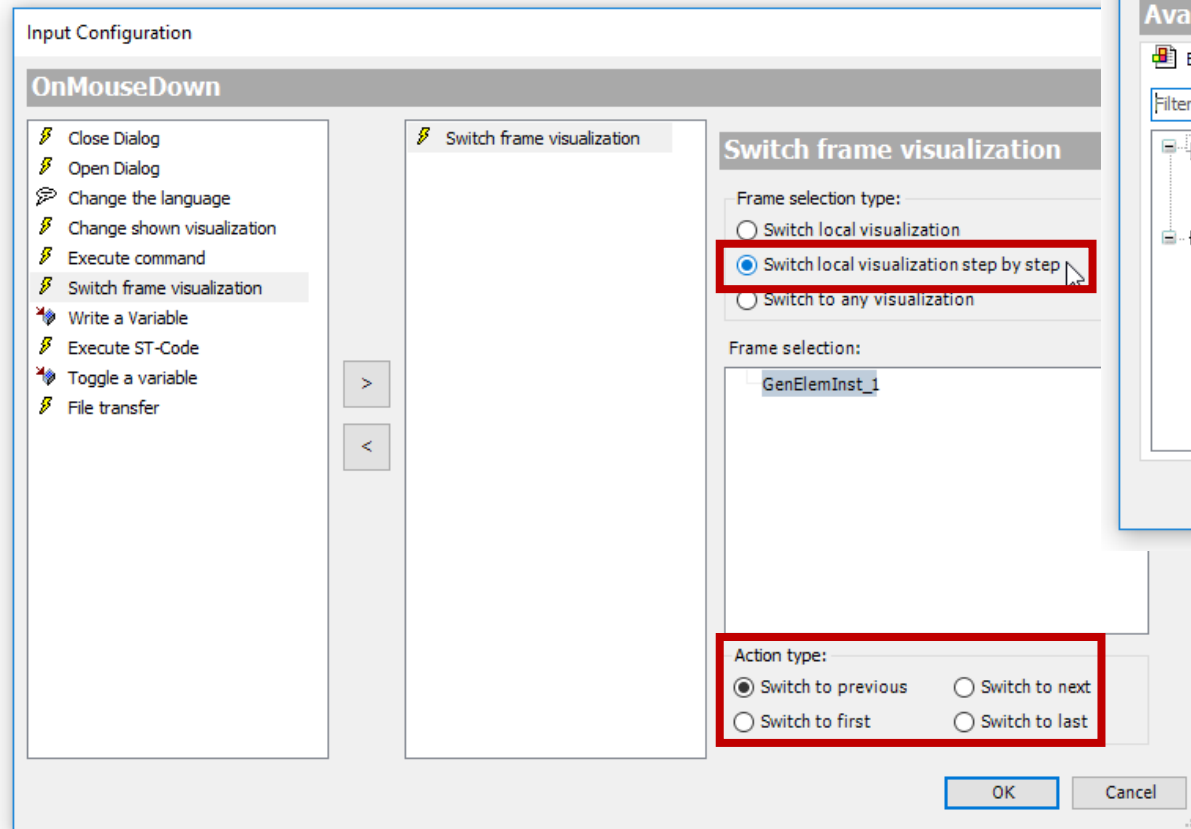 Input Configuration
OnMouseDown
Close Dialog
Open Dialog
Change the language
Change shown visualization
Execute command
Switch frame visualization
Write a Variable
Execute ST-Code
Toggle a variable
File transfer
>
<
Switch frame visualization
Switch frame visualization
Frame selection type:
Switch local visualization
Switch local visualization step by step
Switch to any visualization
Frame selection:
GenElemInst_1
Action type:
Switch to previous
Switch to next
Switch to first
Switch to last
OK
Cancel
Filter